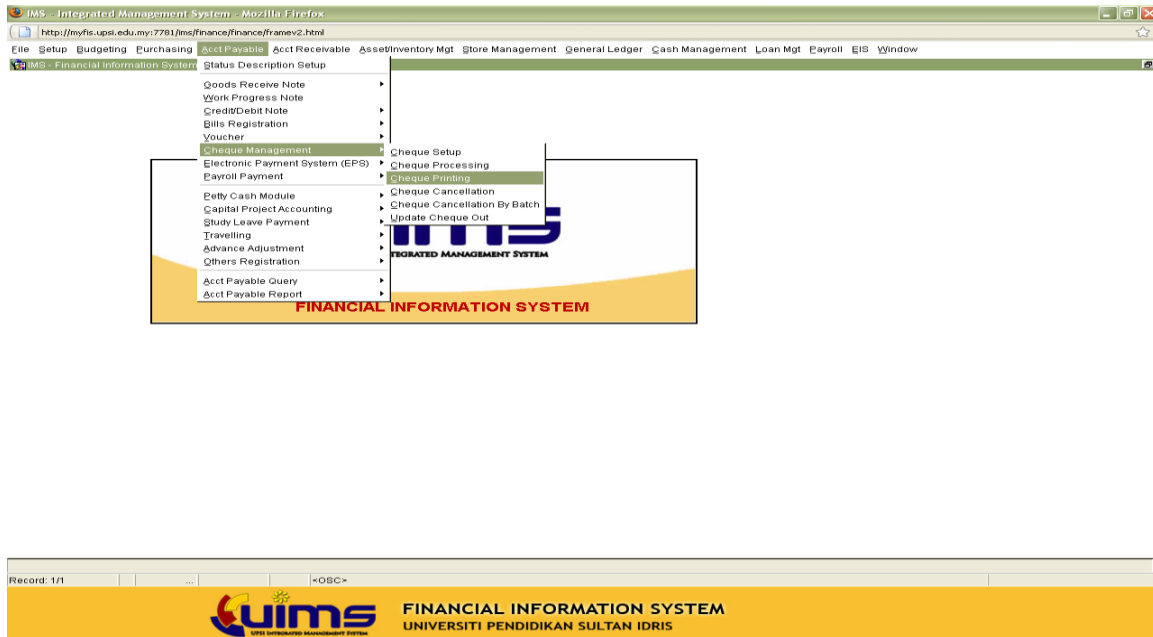 IMS - Integrated Management System - Mozilla Firefox
http://myfis.upsi.edu.my:7781/ims/finance/finance/framev2.html
File Setup Budgeting Purchasing Acct Payable Acct Receivable Asset/Inventory Mgt Store Management General Ledger Cash Management Loan Mgt Payroll EIS Window
IMS - Financial Information System
Status Description Setup
Goods Receive Note
Work Progress Note
Credit/Debit Note
Bills Registration
Voucher
Cheque Management
Electronic Payment System (EPS)
Payroll Payment
Petty Cash Module
Capital Project Accounting
Study Leave Payment
Travelling
Advance Adjustment
Others Registration
Acct Payable Query
Acct Payable Report
Cheque Setup
Cheque Processing
Cheque Printing
Cheque Cancellation
Cheque Cancellation By Batch
Update Cheque Out
MANAGEMENT SYSTEM
FINANCIAL INFORMATION SYSTEM
Record: 1/1 ... <OSC>
uims
UPSI INTEGRATED MANAGEMENT SYSTEM
FINANCIAL INFORMATION SYSTEM
UNIVERSITI PENDIDIKAN SULTAN IDRIS